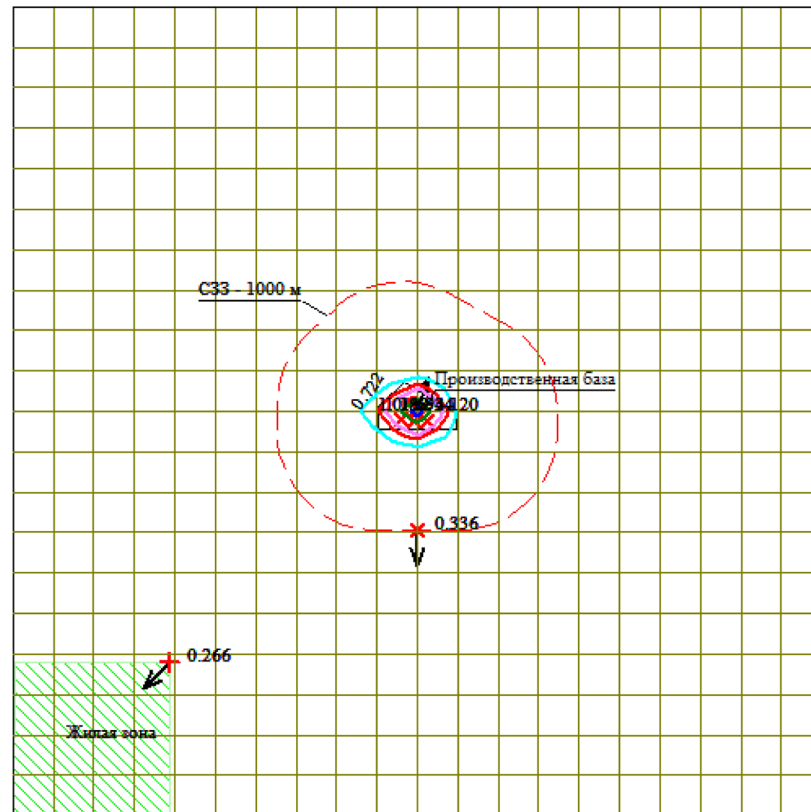 СЗЗ - 1000 м
0.722
Производственная база
0.336
0.266
Жилая зона